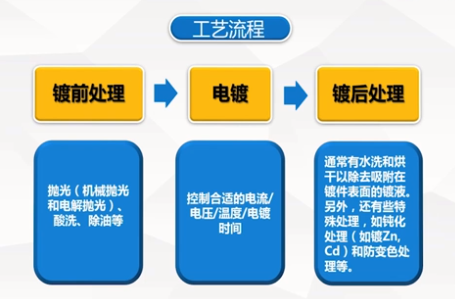 工艺流程
镀前处理
电镀
镀后处理
抛光（机械抛光
和电解抛光）、
酸洗、除油等
控制合适的电流/
电压/温度/电镀
时间
通常有水洗和烘
干以除去吸附在
镀件表面的镀液。
另外，还有些特
殊处理，如钝化
处理（如镀Zn,
Cd）和防变色处
理等。